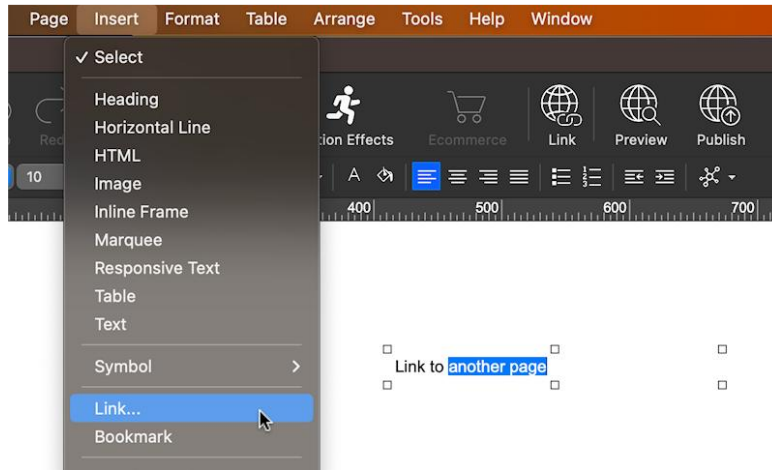 Page Insert Format Table Arrange Tools Help Window
✓ Select
Heading
Horizontal Line
HTML
Image
Inline Frame
Marquee
Responsive Text
Table
Text
Symbol >
Link...
Bookmark
Red
ion Effects Ecommerce Link Preview Publish
10
A
400 500 600 700
Link to another page